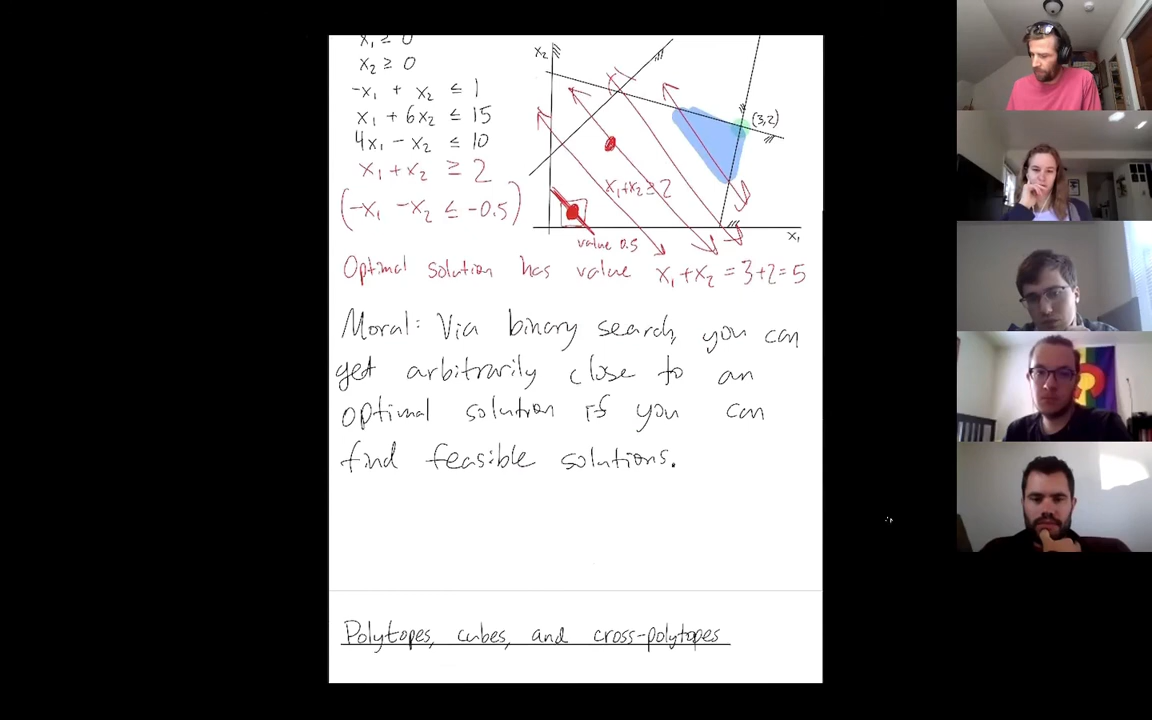 x₁ ≥ 0
x₂ ≥ 0
-x₁ + x₂ ≤ 1
x₁ + 6x₂ ≤ 15
4x₁ - x₂ ≤ 10
x₁ + x₂ ≥ 2
(-x₁ -x₂ ≤ -0.5)
x₂
(3,2)
x₁+x₂ ≥ 2
value 0.5
x₁
Optimal solution has value x₁+x₂ = 3+2=5
Moral: Via binary search, you can
get arbitrarily close to an
optimal solution if you can
find feasible solutions.
Polytopes, cubes, and cross-polytopes